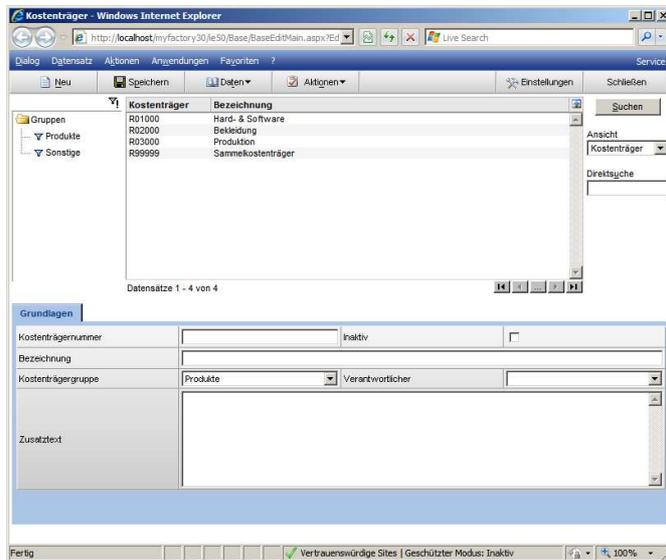 Kostenträger - Windows Internet Explorer
http://localhost/myfactory30/ie50/Base/BaseEditMain.aspx?Ed
Live Search
Dialog Datensatz Aktionen Anwendungen Favoriten ? Service
Neu Speichern Daten Aktionen Einstellungen Schließen
Gruppen
Produkte
Sonstige
Kostenträger Bezeichnung
R01000 Hard- & Software
R02000 Bekleidung
R03000 Produktion
R99999 Sammelkostenträger
Datensätze 1 - 4 von 4
...
Suchen
Ansicht
Kostenträger
Direktsuche
Grundlagen
Kostenträgernummer Inaktiv
Bezeichnung
Kostenträgergruppe Produkte Verantwortlicher
Zusatztext
Fertig Vertrauenswürdige Sites | Geschützter Modus: Inaktiv 100%